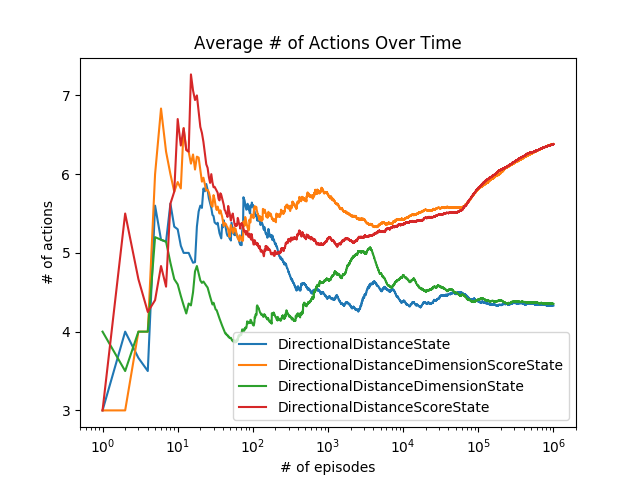 Average # of Actions Over Time
# of actions
7
6
5
4
3
DirectionalDistanceState
DirectionalDistanceDimensionScoreState
DirectionalDistanceDimensionState
DirectionalDistanceScoreState
10⁰ 10¹ 10² 10³ 10⁴ 10⁵ 10⁶
# of episodes